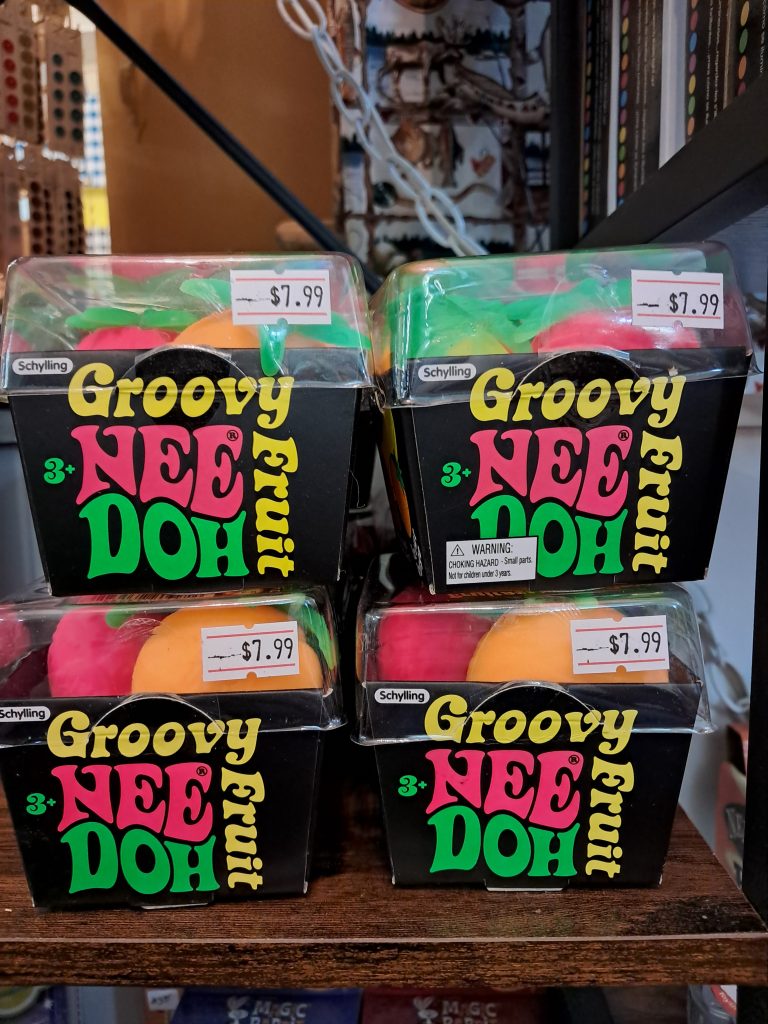 $7.99
Schylling
Groovy
Fruit
3+
NEE®
DOH
$7.99
Schylling
Groovy
Fruit
3+
NEE®
DOH
⚠ WARNING:
CHOKING HAZARD - Small parts.
Not for children under 3 years.
$7.99
Schylling
Groovy
Fruit
3+
NEE®
DOH
$7.99
Schylling
Groovy
Fruit
3+
NEE®
DOH
MAGIC
MAGIC